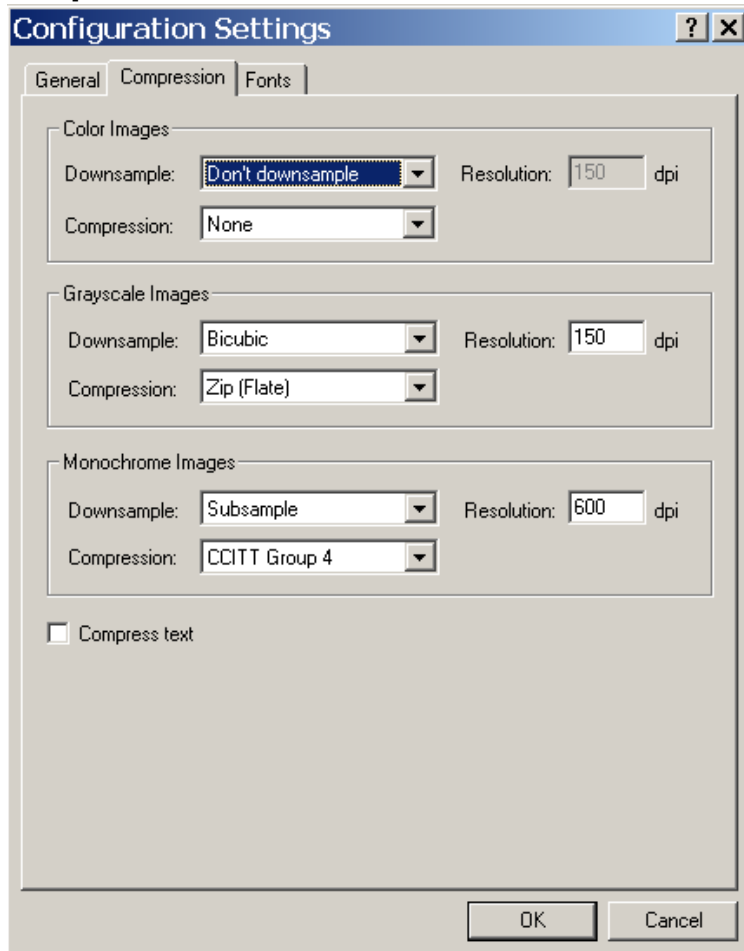 Configuration Settings
General Compression Fonts
Color Images
Downsample: Don't downsample Resolution: 150 dpi
Compression: None
Grayscale Images
Downsample: Bicubic Resolution: 150 dpi
Compression: Zip (Flate)
Monochrome Images
Downsample: Subsample Resolution: 600 dpi
Compression: CCITT Group 4
Compress text
OK Cancel